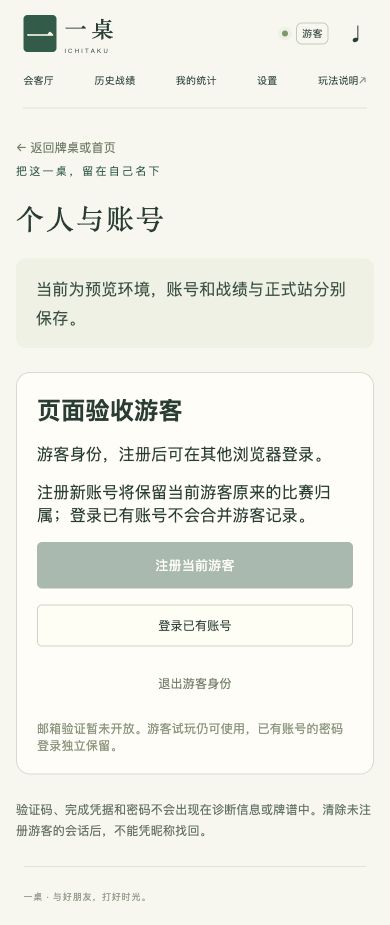 一 一桌
ICHITAKU
游客
♩
会客厅 历史战绩 我的统计 设置 玩法说明↗
← 返回牌桌或首页
把这一桌，留在自己名下
个人与账号
当前为预览环境，账号和战绩与正式站分别
保存。
页面验收游客
游客身份，注册后可在其他浏览器登录。
注册新账号将保留当前游客原来的比赛归
属；登录已有账号不会合并游客记录。
注册当前游客
登录已有账号
退出游客身份
邮箱验证暂未开放。游客试玩仍可使用，已有账号的密码
登录独立保留。
验证码、完成凭据和密码不会出现在诊断信息或牌谱中。清除未注
册游客的会话后，不能凭昵称找回。
一桌 · 与好朋友，打好时光。